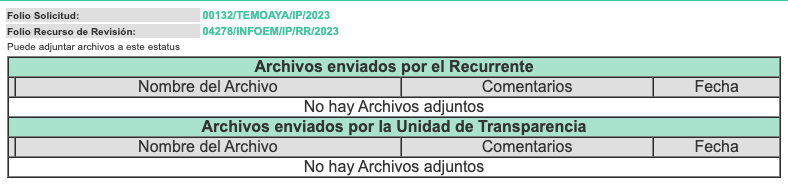 Folio Solicitud: 00132/TEMOAYA/IP/2023
Folio Recurso de Revisión: 04278/INFOEM/IP/RR/2023
Puede adjuntar archivos a este estatus
Archivos enviados por el Recurrente
Nombre del Archivo Comentarios Fecha
No hay Archivos adjuntos
Archivos enviados por la Unidad de Transparencia
Nombre del Archivo Comentarios Fecha
No hay Archivos adjuntos